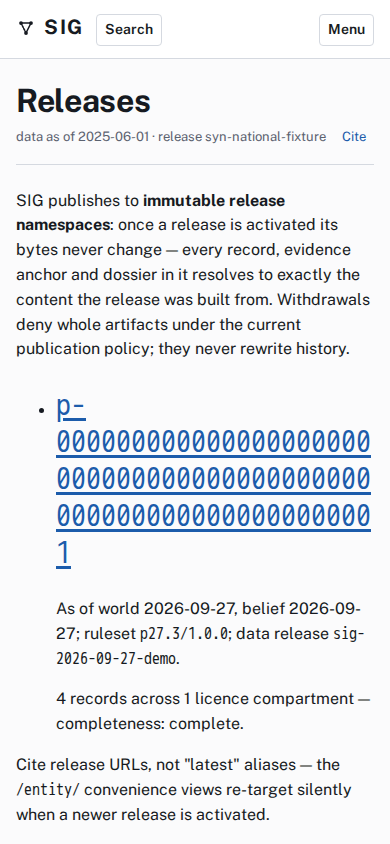 SIG
Search
Menu
Releases
data as of 2025-06-01 · release syn-national-fixture Cite
SIG publishes to immutable release
namespaces: once a release is activated its
bytes never change — every record, evidence
anchor and dossier in it resolves to exactly the
content the release was built from. Withdrawals
deny whole artifacts under the current
publication policy; they never rewrite history.
p-
000000000000000000000
000000000000000000000
000000000000000000000
1
As of world 2026-09-27, belief 2026-09-
27; ruleset p27.3/1.0.0; data release sig-
2026-09-27-demo.
4 records across 1 licence compartment —
completeness: complete.
Cite release URLs, not "latest" aliases — the
/entity/ convenience views re-target silently
when a newer release is activated.